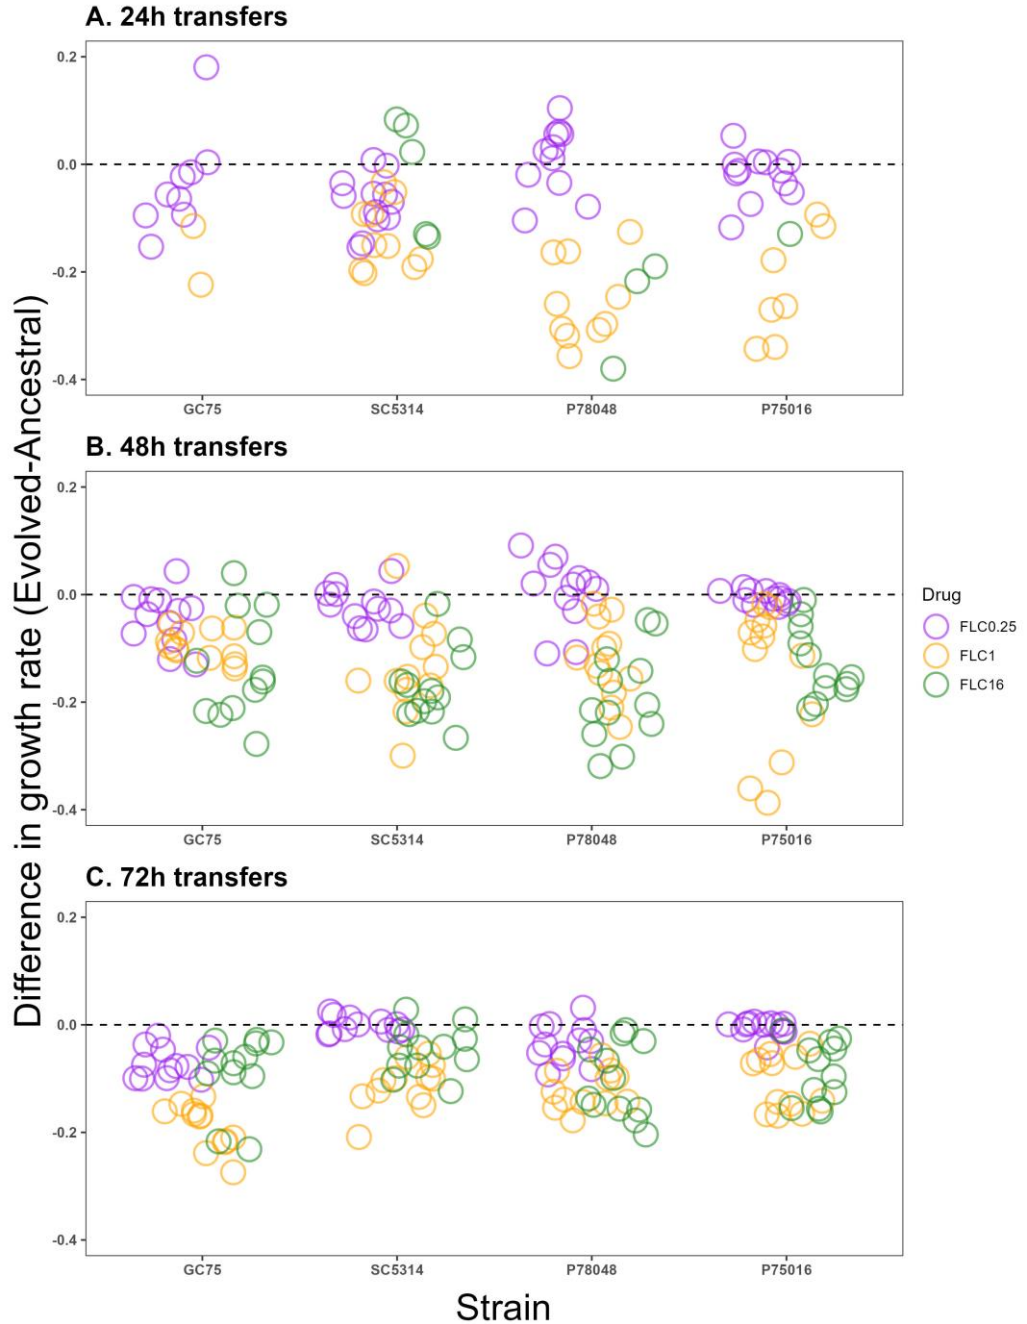 A. 24h transfers
0.2
0.0
-0.2
-0.4
GC75 SC5314 P78048 P75016
B. 48h transfers
0.2
0.0
-0.2
-0.4
GC75 SC5314 P78048 P75016
C. 72h transfers
0.2
0.0
-0.2
-0.4
GC75 SC5314 P78048 P75016
Difference in growth rate (Evolved-Ancestral)
Strain
Drug
FLC0.25
FLC1
FLC16